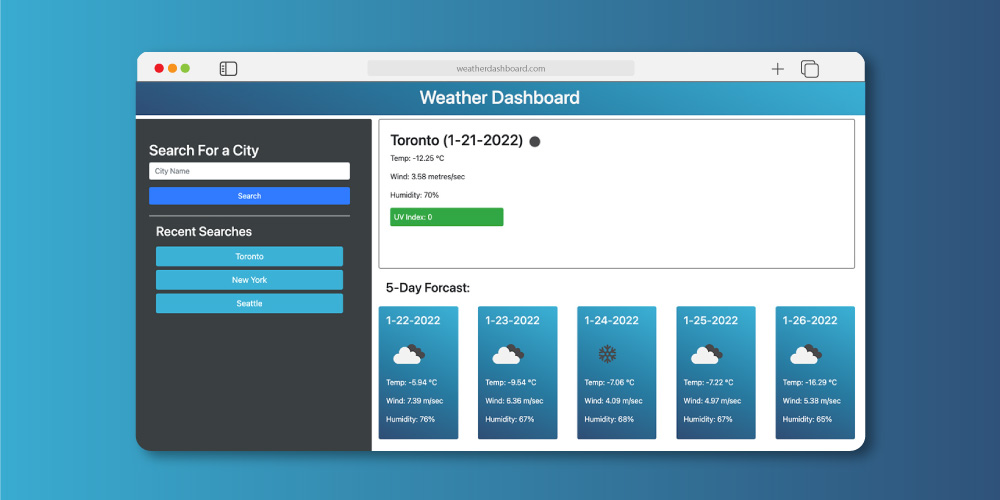 weatherdashboard.com
Weather Dashboard
Search For a City
City Name
Search
Recent Searches
Toronto
New York
Seattle
Toronto (1-21-2022)
Temp: -12.25 °C
Wind: 3.58 metres/sec
Humidity: 70%
UV Index: 0
5-Day Forcast:
1-22-2022
Temp: -5.94 °C
Wind: 7.39 m/sec
Humidity: 76%
1-23-2022
Temp: -9.54 °C
Wind: 6.36 m/sec
Humidity: 67%
1-24-2022
Temp: -7.06 °C
Wind: 4.09 m/sec
Humidity: 68%
1-25-2022
Temp: -7.22 °C
Wind: 4.97 m/sec
Humidity: 67%
1-26-2022
Temp: -16.29 °C
Wind: 5.38 m/sec
Humidity: 65%